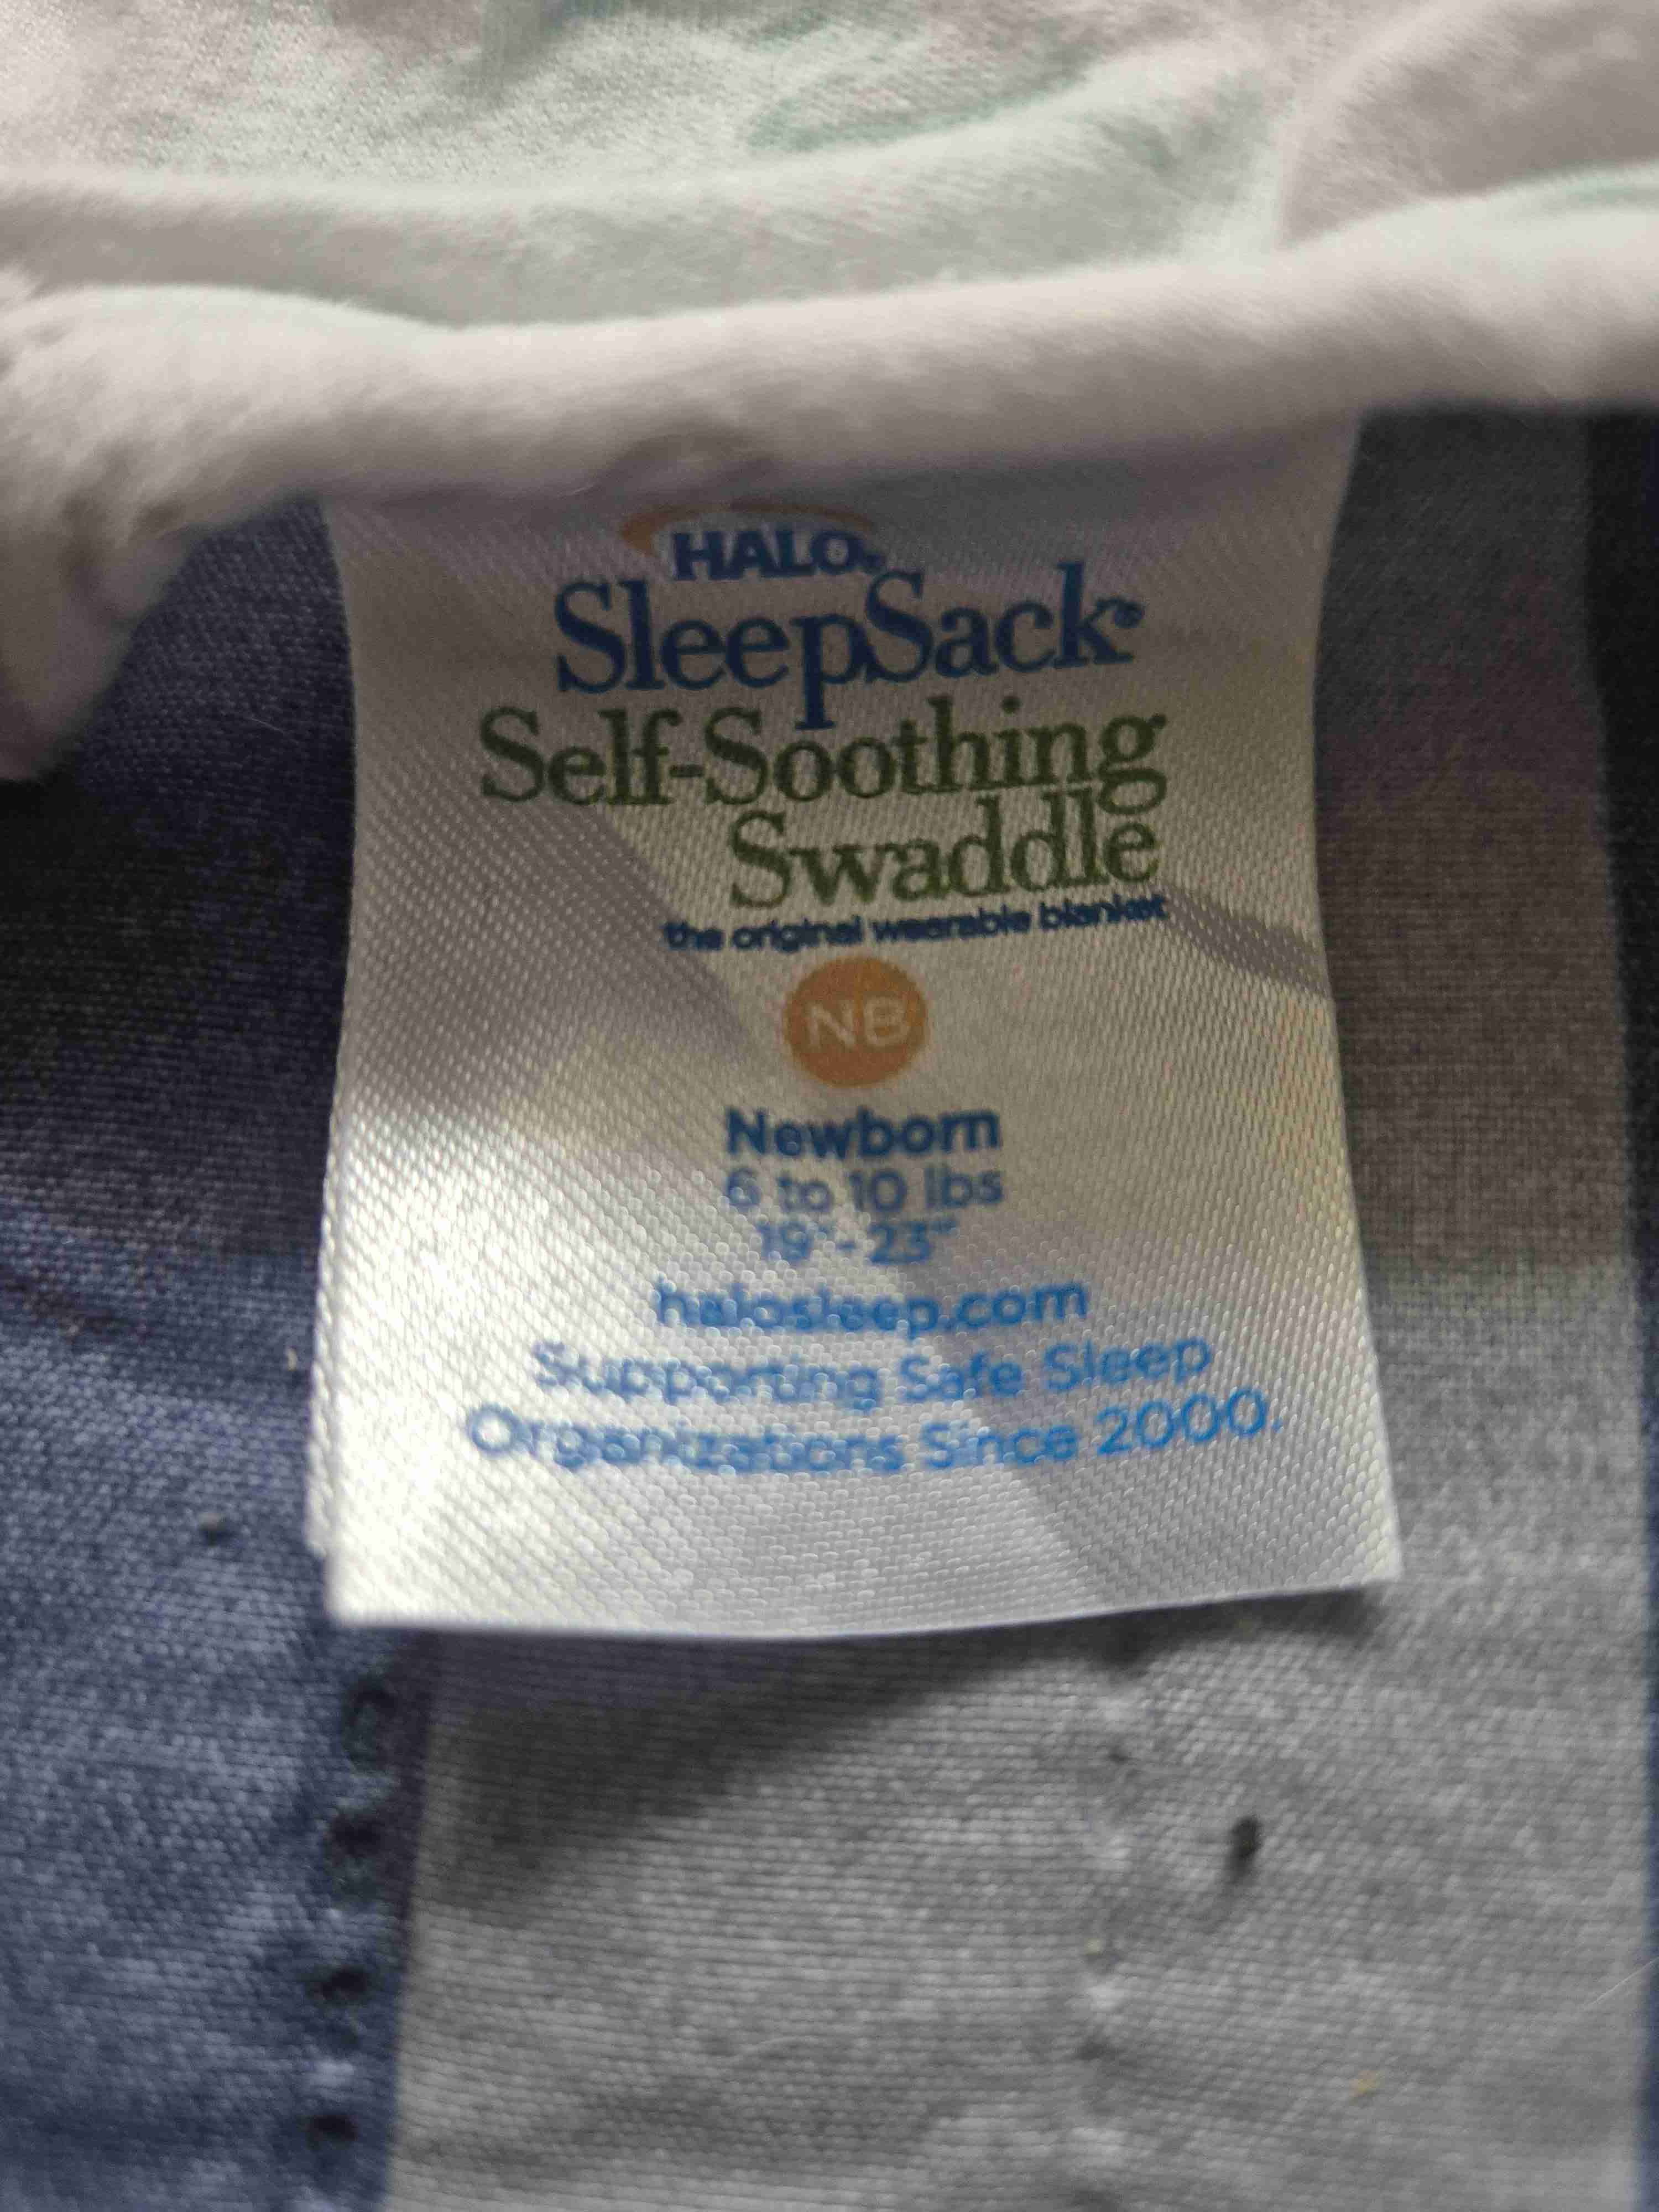 HALO®
SleepSack®
Self-Soothing
Swaddle
the original wearable blanket
NB
Newborn
6 to 10 lbs
19" - 23"
halosleep.com
Supporting Safe Sleep
Organizations Since 2000.